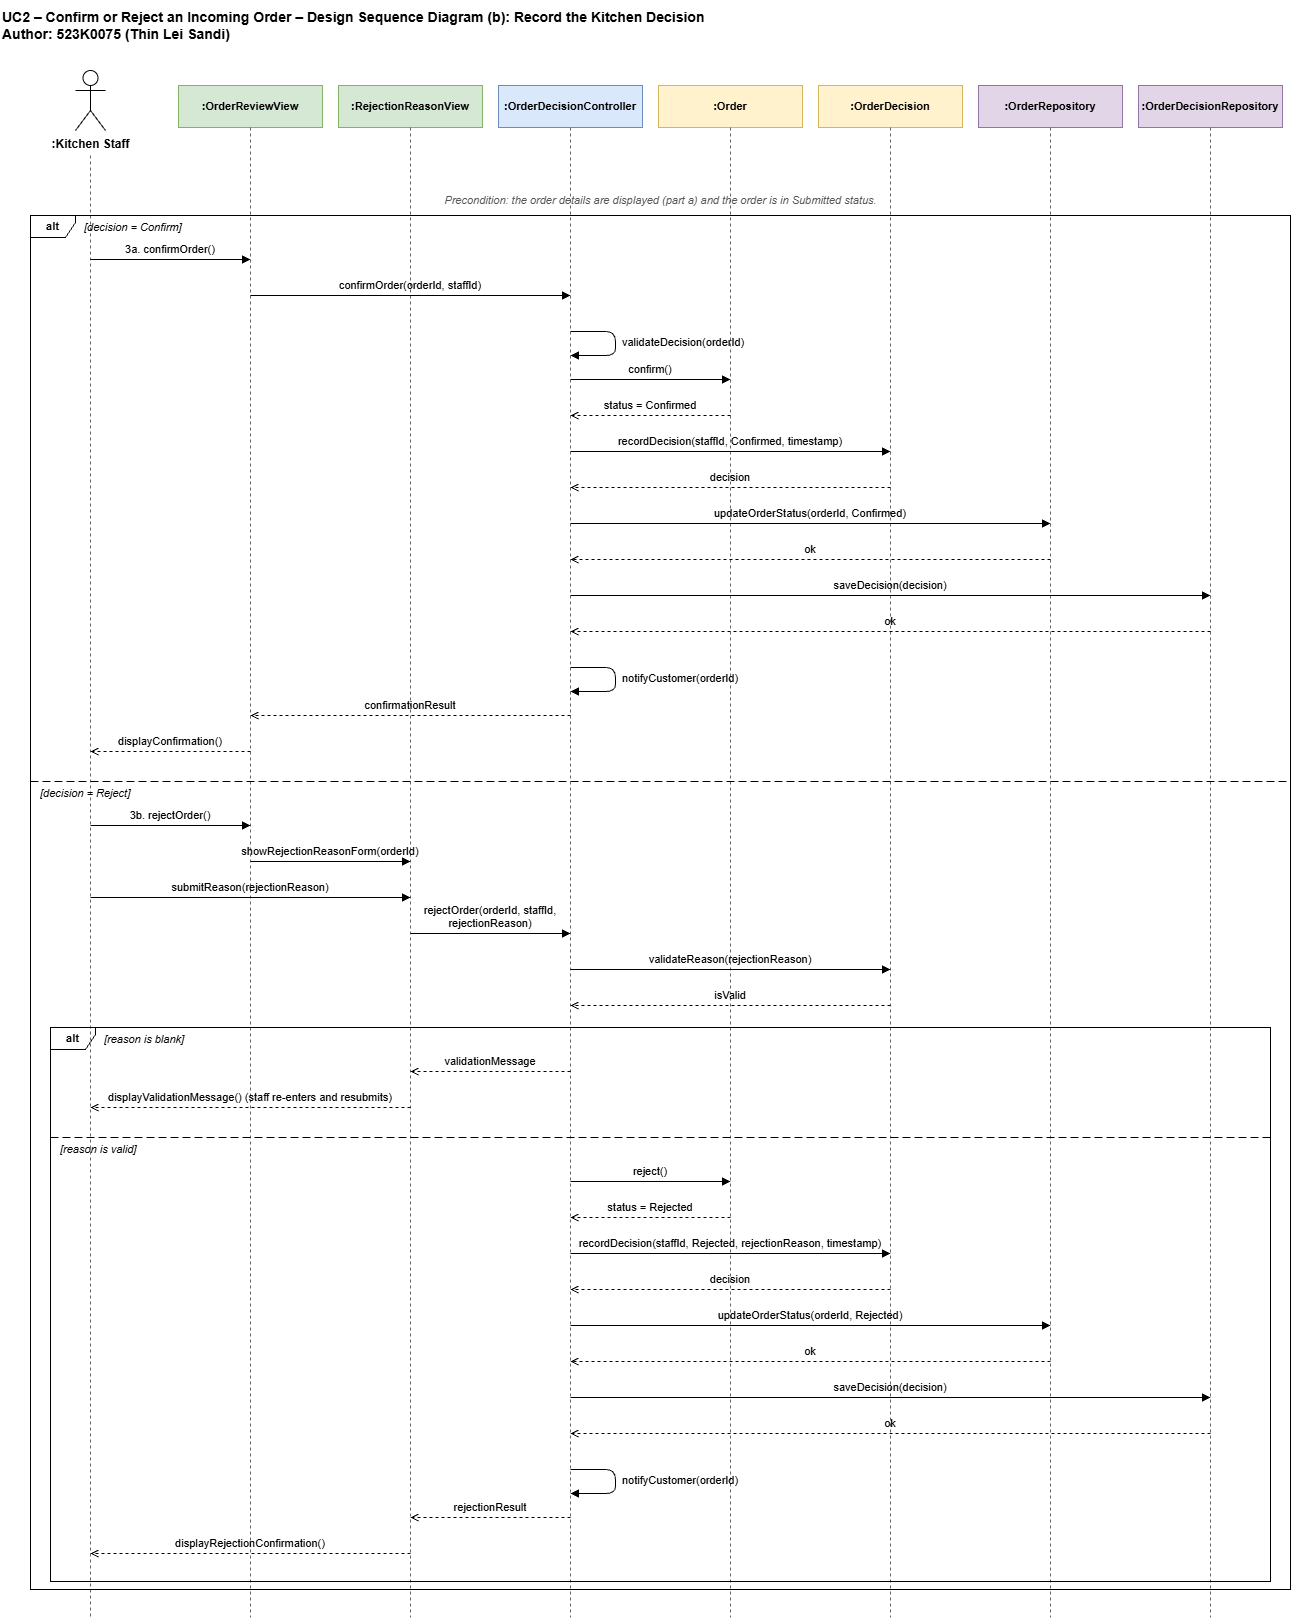 UC2 – Confirm or Reject an Incoming Order – Design Sequence Diagram (b): Record the Kitchen Decision
Author: 523K0075 (Thin Lei Sandi)
:Kitchen Staff
:OrderReviewView
:RejectionReasonView
:OrderDecisionController
:Order
:OrderDecision
:OrderRepository
:OrderDecisionRepository
Precondition: the order details are displayed (part a) and the order is in Submitted status.
alt
[decision = Confirm]
3a. confirmOrder()
confirmOrder(orderId, staffId)
validateDecision(orderId)
confirm()
status = Confirmed
recordDecision(staffId, Confirmed, timestamp)
decision
updateOrderStatus(orderId, Confirmed)
ok
saveDecision(decision)
ok
notifyCustomer(orderId)
confirmationResult
displayConfirmation()
[decision = Reject]
3b. rejectOrder()
showRejectionReasonForm(orderId)
submitReason(rejectionReason)
rejectOrder(orderId, staffId,
rejectionReason)
validateReason(rejectionReason)
isValid
alt
[reason is blank]
validationMessage
displayValidationMessage() (staff re-enters and resubmits)
[reason is valid]
reject()
status = Rejected
recordDecision(staffId, Rejected, rejectionReason, timestamp)
decision
updateOrderStatus(orderId, Rejected)
ok
saveDecision(decision)
ok
notifyCustomer(orderId)
rejectionResult
displayRejectionConfirmation()